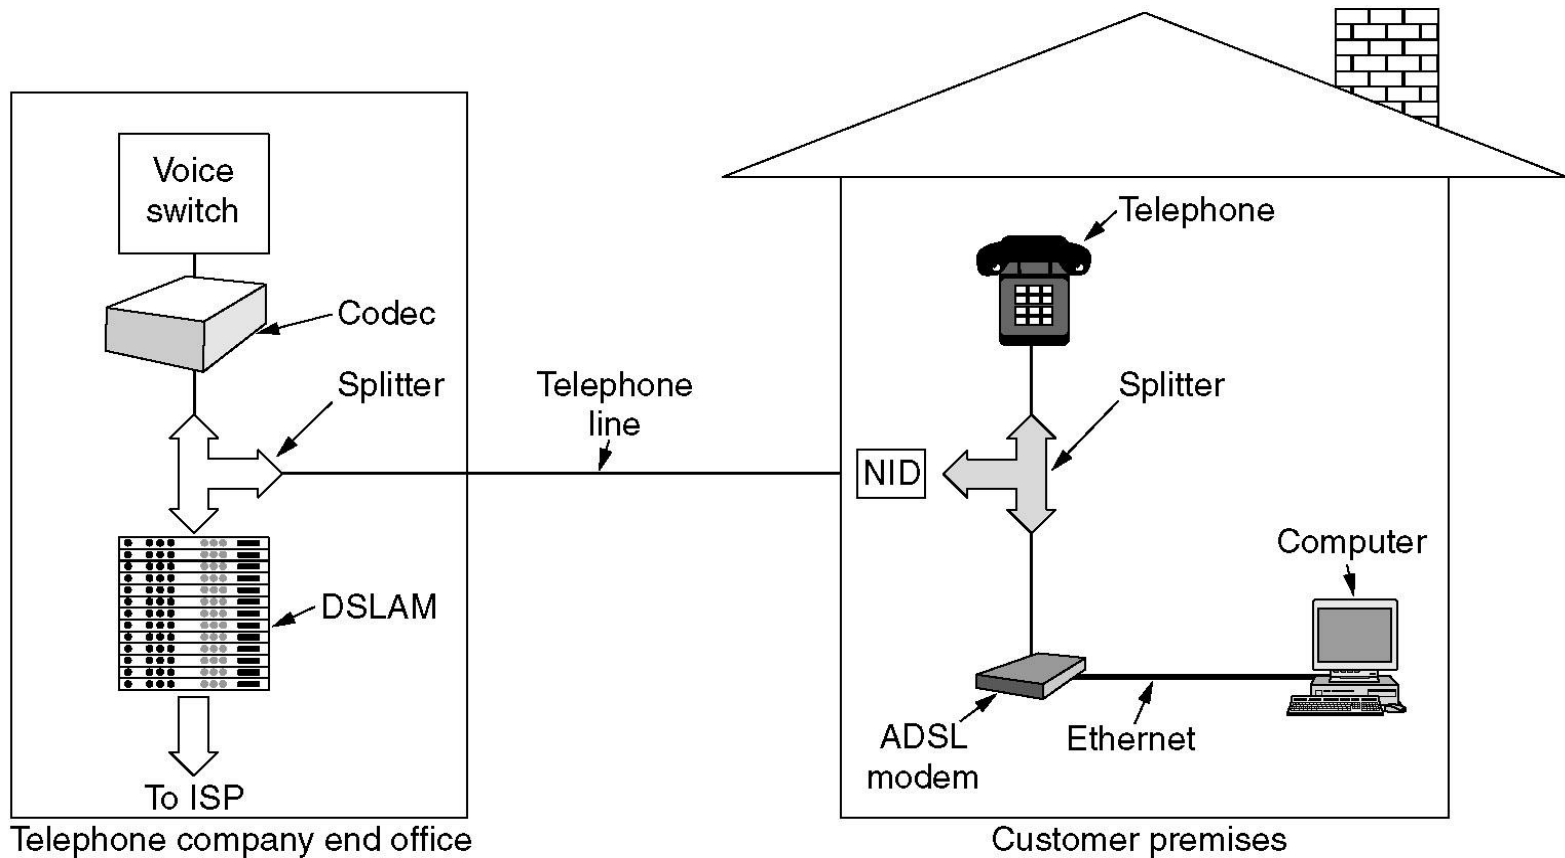 Voice
switch
Codec
Splitter
DSLAM
To ISP
Telephone company end office
Telephone
line
Telephone
Splitter
NID
Computer
ADSL
modem
Ethernet
Customer premises